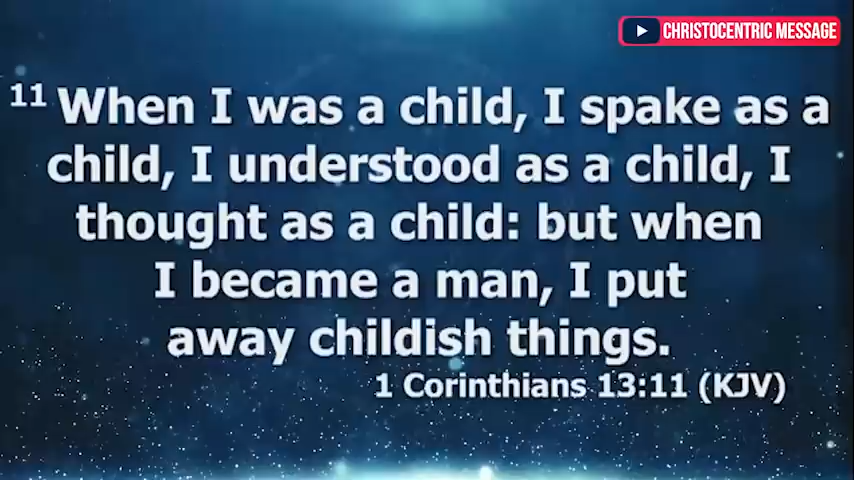 CHRISTOCENTRIC MESSAGE
11 When I was a child, I spake as a
child, I understood as a child, I
thought as a child: but when
I became a man, I put
away childish things.
1 Corinthians 13:11 (KJV)